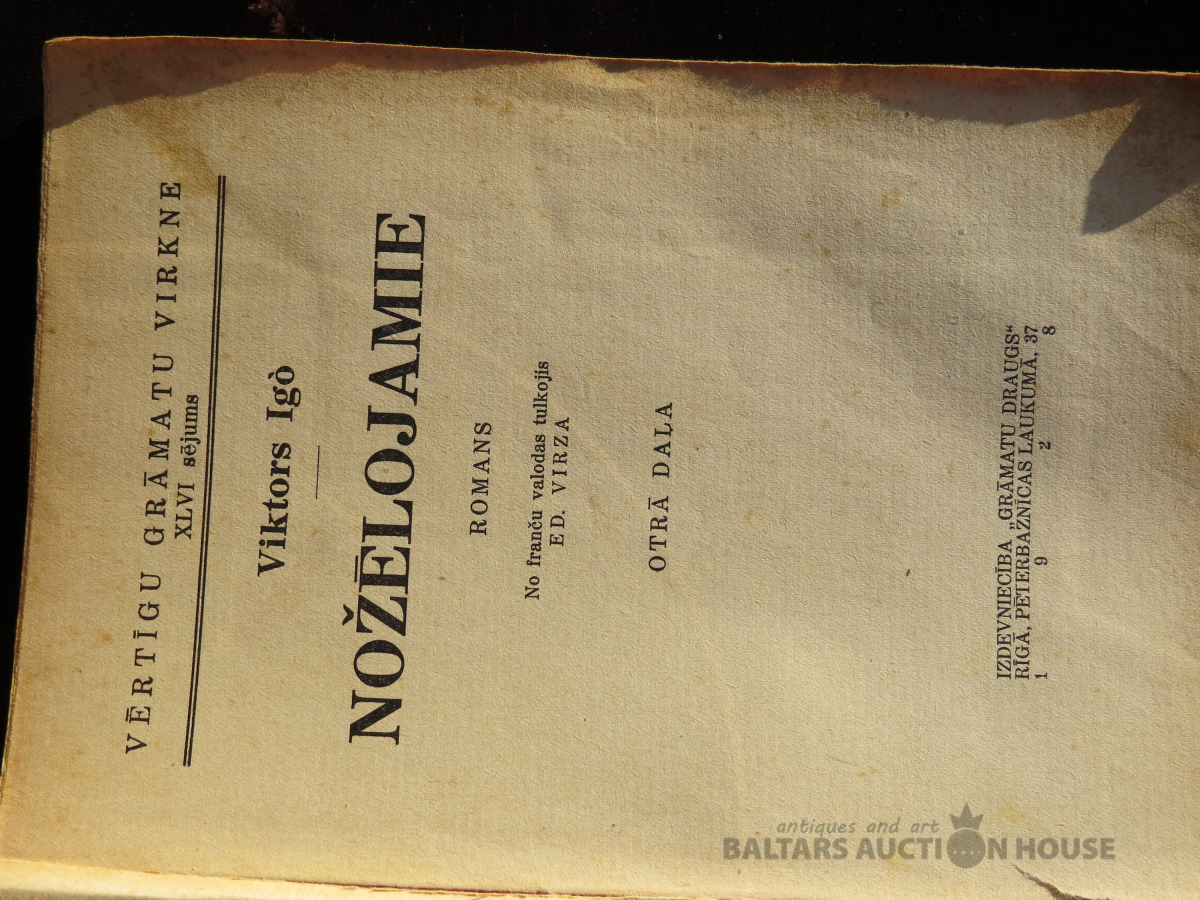 VĒRTĪGU GRĀMATU VIRKNE
XLVI sējums
Viktors Igò
NOŽĒLOJAMIE
ROMANS
No franču valodas tulkojis
ED. VIRZA
OTRĀ DAĻA
IZDEVNIECĪBA „GRĀMATU DRAUGS“
RĪGĀ, PĒTERBAZNĪCAS LAUKUMĀ, 37
1 9 2 8
antiques and art
BALTARS AUCTION HOUSE